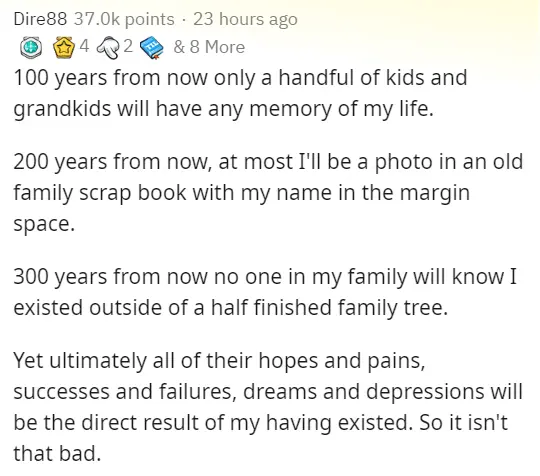 Dire88 37.0k points · 23 hours ago
4 2 & 8 More
100 years from now only a handful of kids and
grandkids will have any memory of my life.
200 years from now, at most I'll be a photo in an old
family scrap book with my name in the margin
space.
300 years from now no one in my family will know I
existed outside of a half finished family tree.
Yet ultimately all of their hopes and pains,
successes and failures, dreams and depressions will
be the direct result of my having existed. So it isn't
that bad.